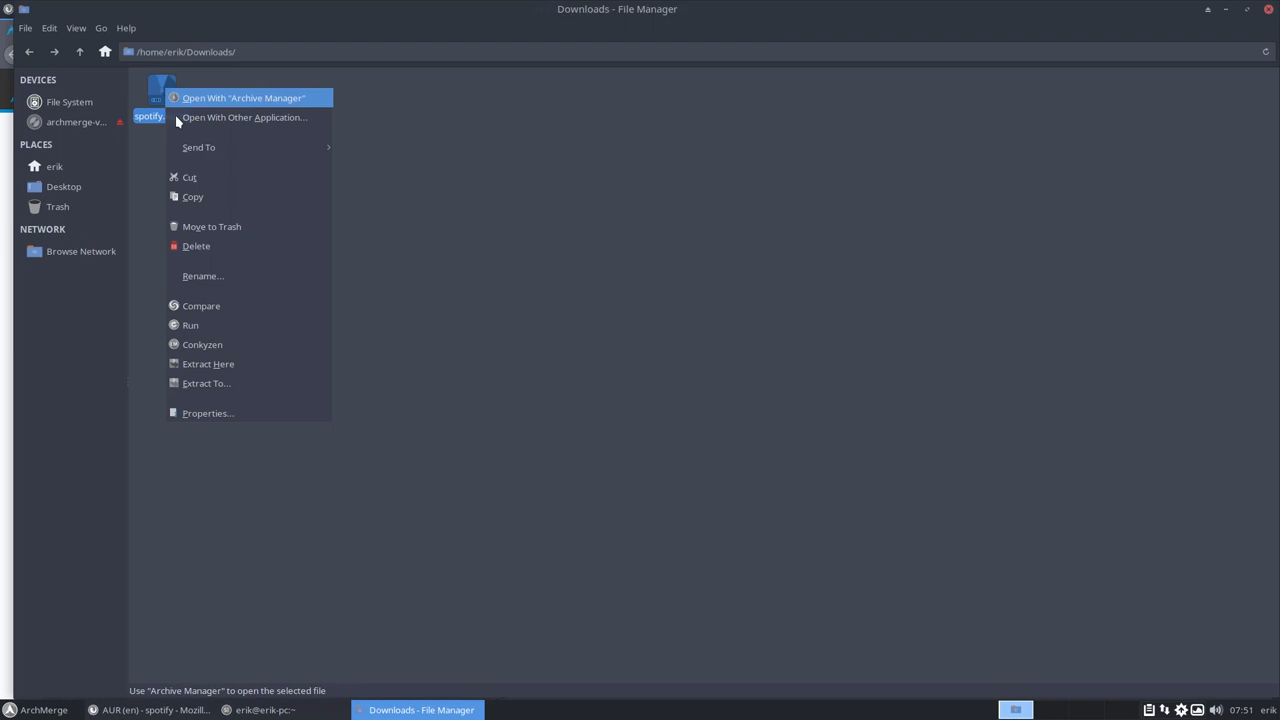 Downloads - File Manager
File Edit View Go Help
/home/erik/Downloads/
DEVICES
File System
archmerge-v...
PLACES
erik
Desktop
Trash
NETWORK
Browse Network
spotify.
Open With "Archive Manager"
Open With Other Application...
Send To
Cut
Copy
Move to Trash
Delete
Rename...
Compare
Run
Conkyzen
Extract Here
Extract To...
Properties...
Use "Archive Manager" to open the selected file
ArchMerge AUR (en) - spotify - Mozill... erik@erik-pc:~ Downloads - File Manager 07:51 erik